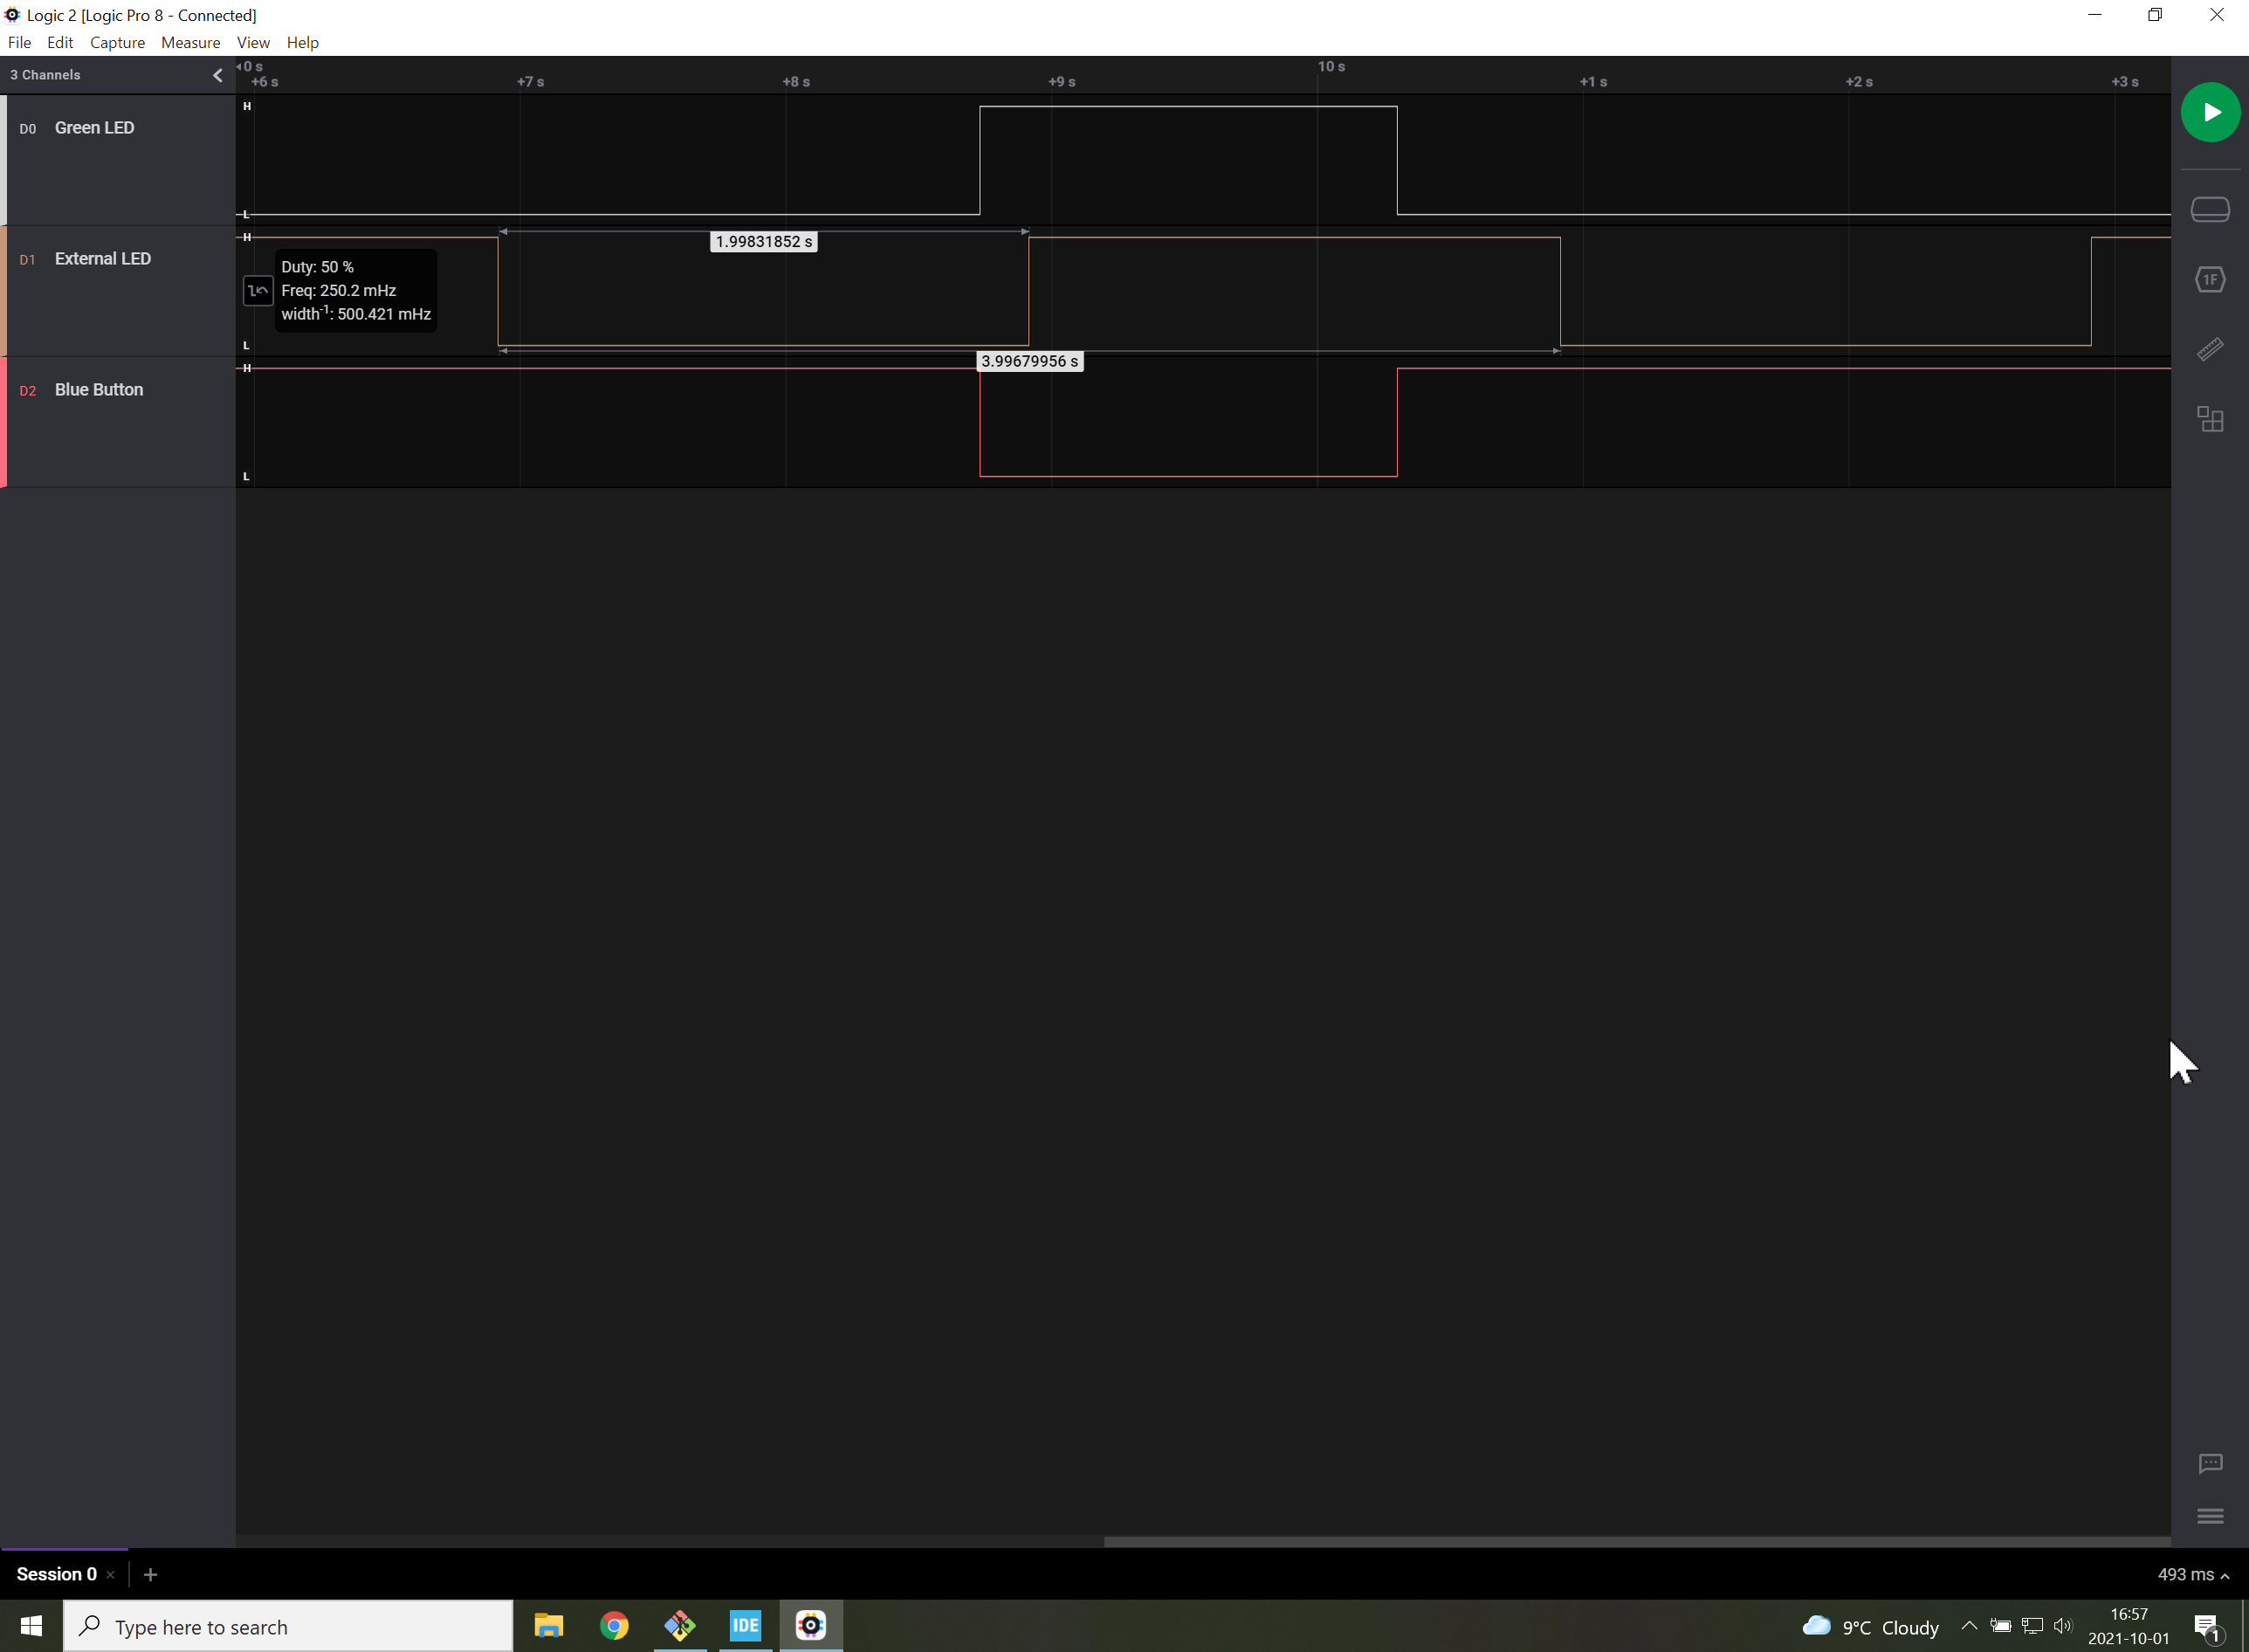 Logic 2 [Logic Pro 8 - Connected]
File Edit Capture Measure View Help
3 Channels
0 s
10 s
+6 s +7 s +8 s +9 s +1 s +2 s +3 s
H
D0 Green LED
L
H
1.99831852 s
D1 External LED
Duty: 50 %
Freq: 250.2 mHz
width-1: 500.421 mHz
L
3.99679956 s
H
D2 Blue Button
L
1F
Session 0 × +
493 ms
Type here to search
IDE
9°C Cloudy
16:57
2021-10-01
1